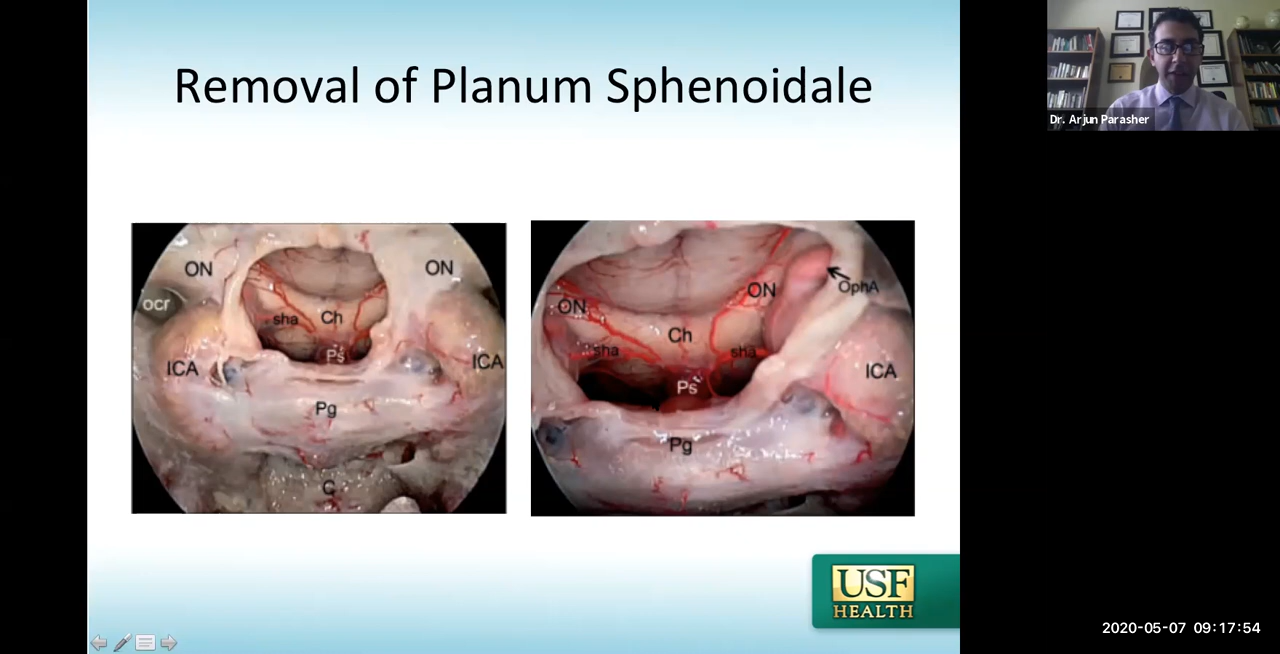 Removal of Planum Sphenoidale
ON
ON
ocr
sha
Ch
Ps
ICA
ICA
Pg
C
ON
ON
OphA
Ch
sha
sha
Ps
ICA
Pg
USF
HEALTH
Dr. Arjun Parasher
2020-05-07 09:17:54